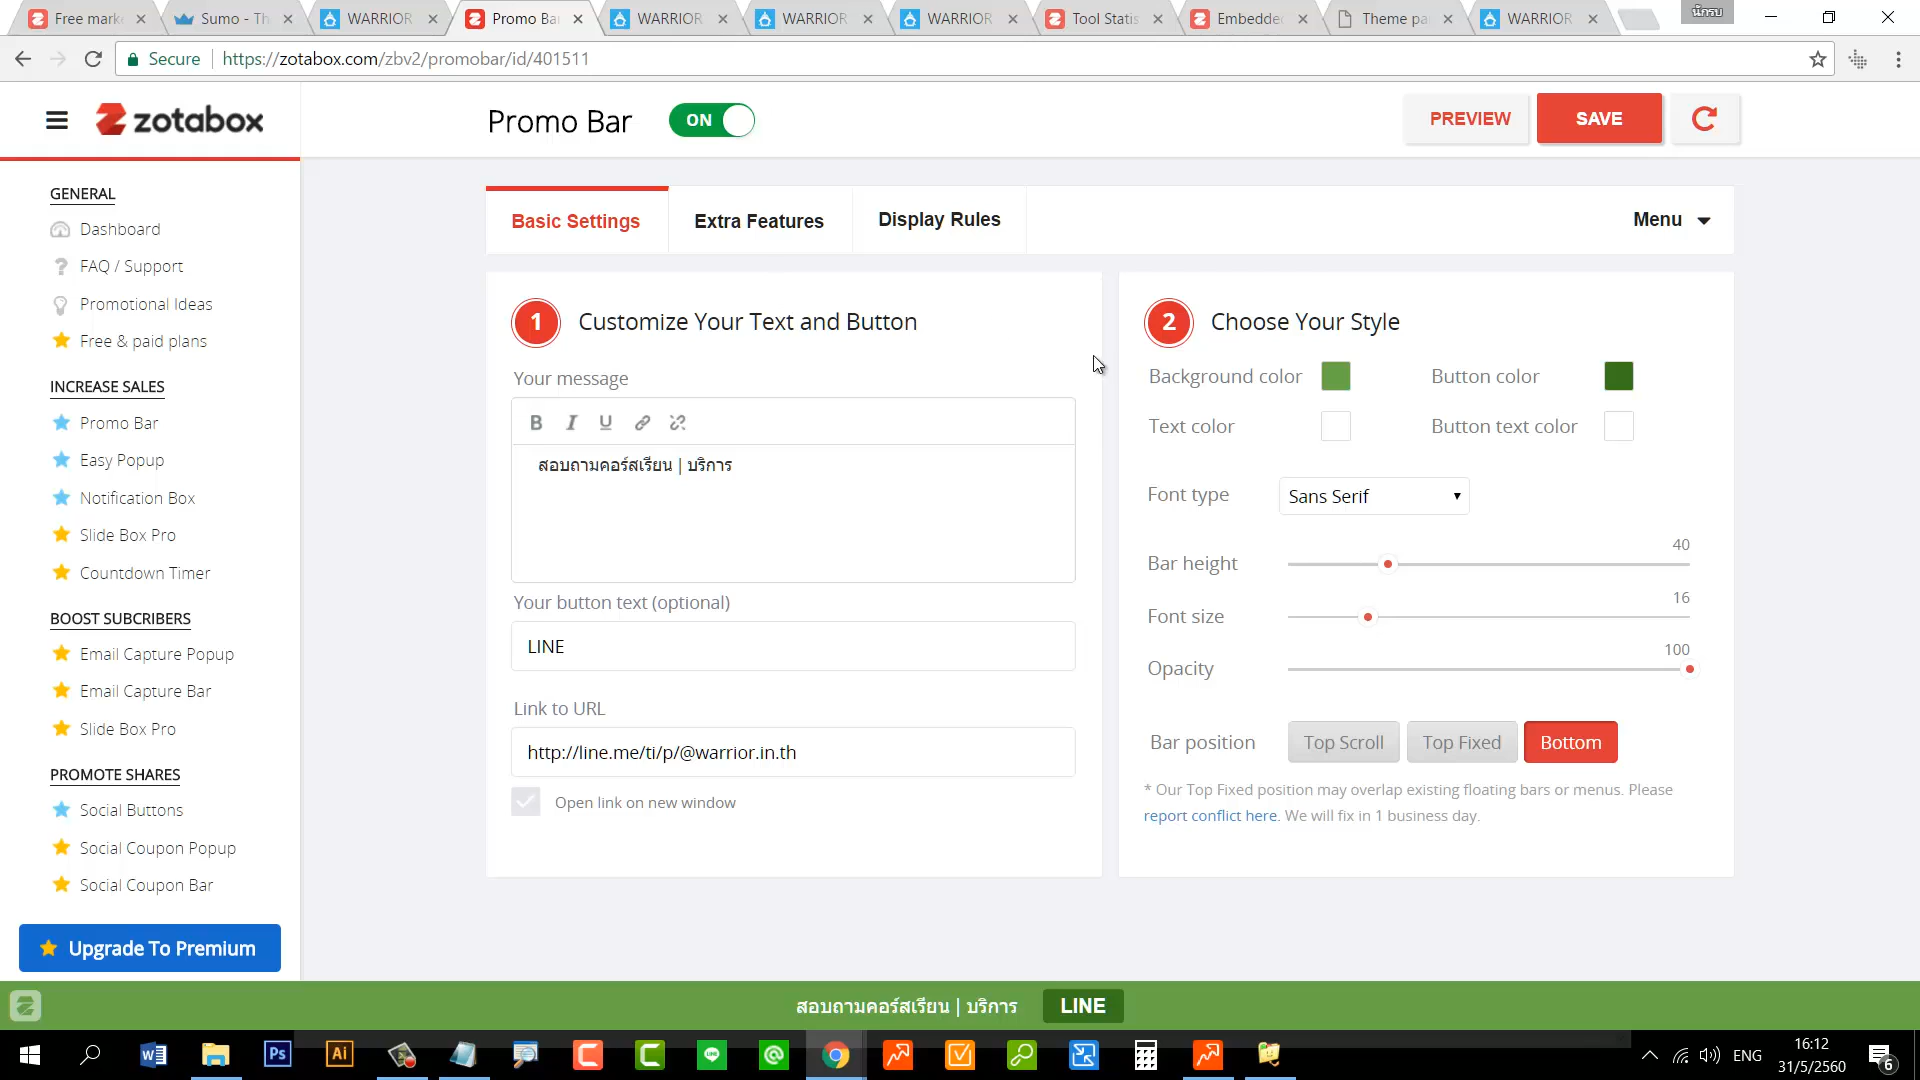 Free mark
Sumo - Th
WARRIOR
Promo Ba
WARRIOR
WARRIOR
WARRIOR
Tool Statis
Embedde
Theme pa
WARRIOR
นักรบ
Secure
https://zotabox.com/zbv2/promobar/id/401511
zotabox
Promo Bar
ON
PREVIEW
SAVE
GENERAL
Dashboard
FAQ / Support
Promotional Ideas
Free & paid plans
INCREASE SALES
Promo Bar
Easy Popup
Notification Box
Slide Box Pro
Countdown Timer
BOOST SUBCRIBERS
Email Capture Popup
Email Capture Bar
Slide Box Pro
PROMOTE SHARES
Social Buttons
Social Coupon Popup
Social Coupon Bar
Upgrade To Premium
Basic Settings
Extra Features
Display Rules
Menu
1
Customize Your Text and Button
Your message
B I U
สอบถามคอร์สเรียน | บริการ
Your button text (optional)
LINE
Link to URL
http://line.me/ti/p/@warrior.in.th
Open link on new window
2
Choose Your Style
Background color
Button color
Text color
Button text color
Font type
Sans Serif
Bar height
40
Font size
16
Opacity
100
Bar position
Top Scroll
Top Fixed
Bottom
* Our Top Fixed position may overlap existing floating bars or menus. Please
report conflict here. We will fix in 1 business day.
สอบถามคอร์สเรียน | บริการ
LINE
Ps
Ai
ENG
16:12
31/5/2560
6